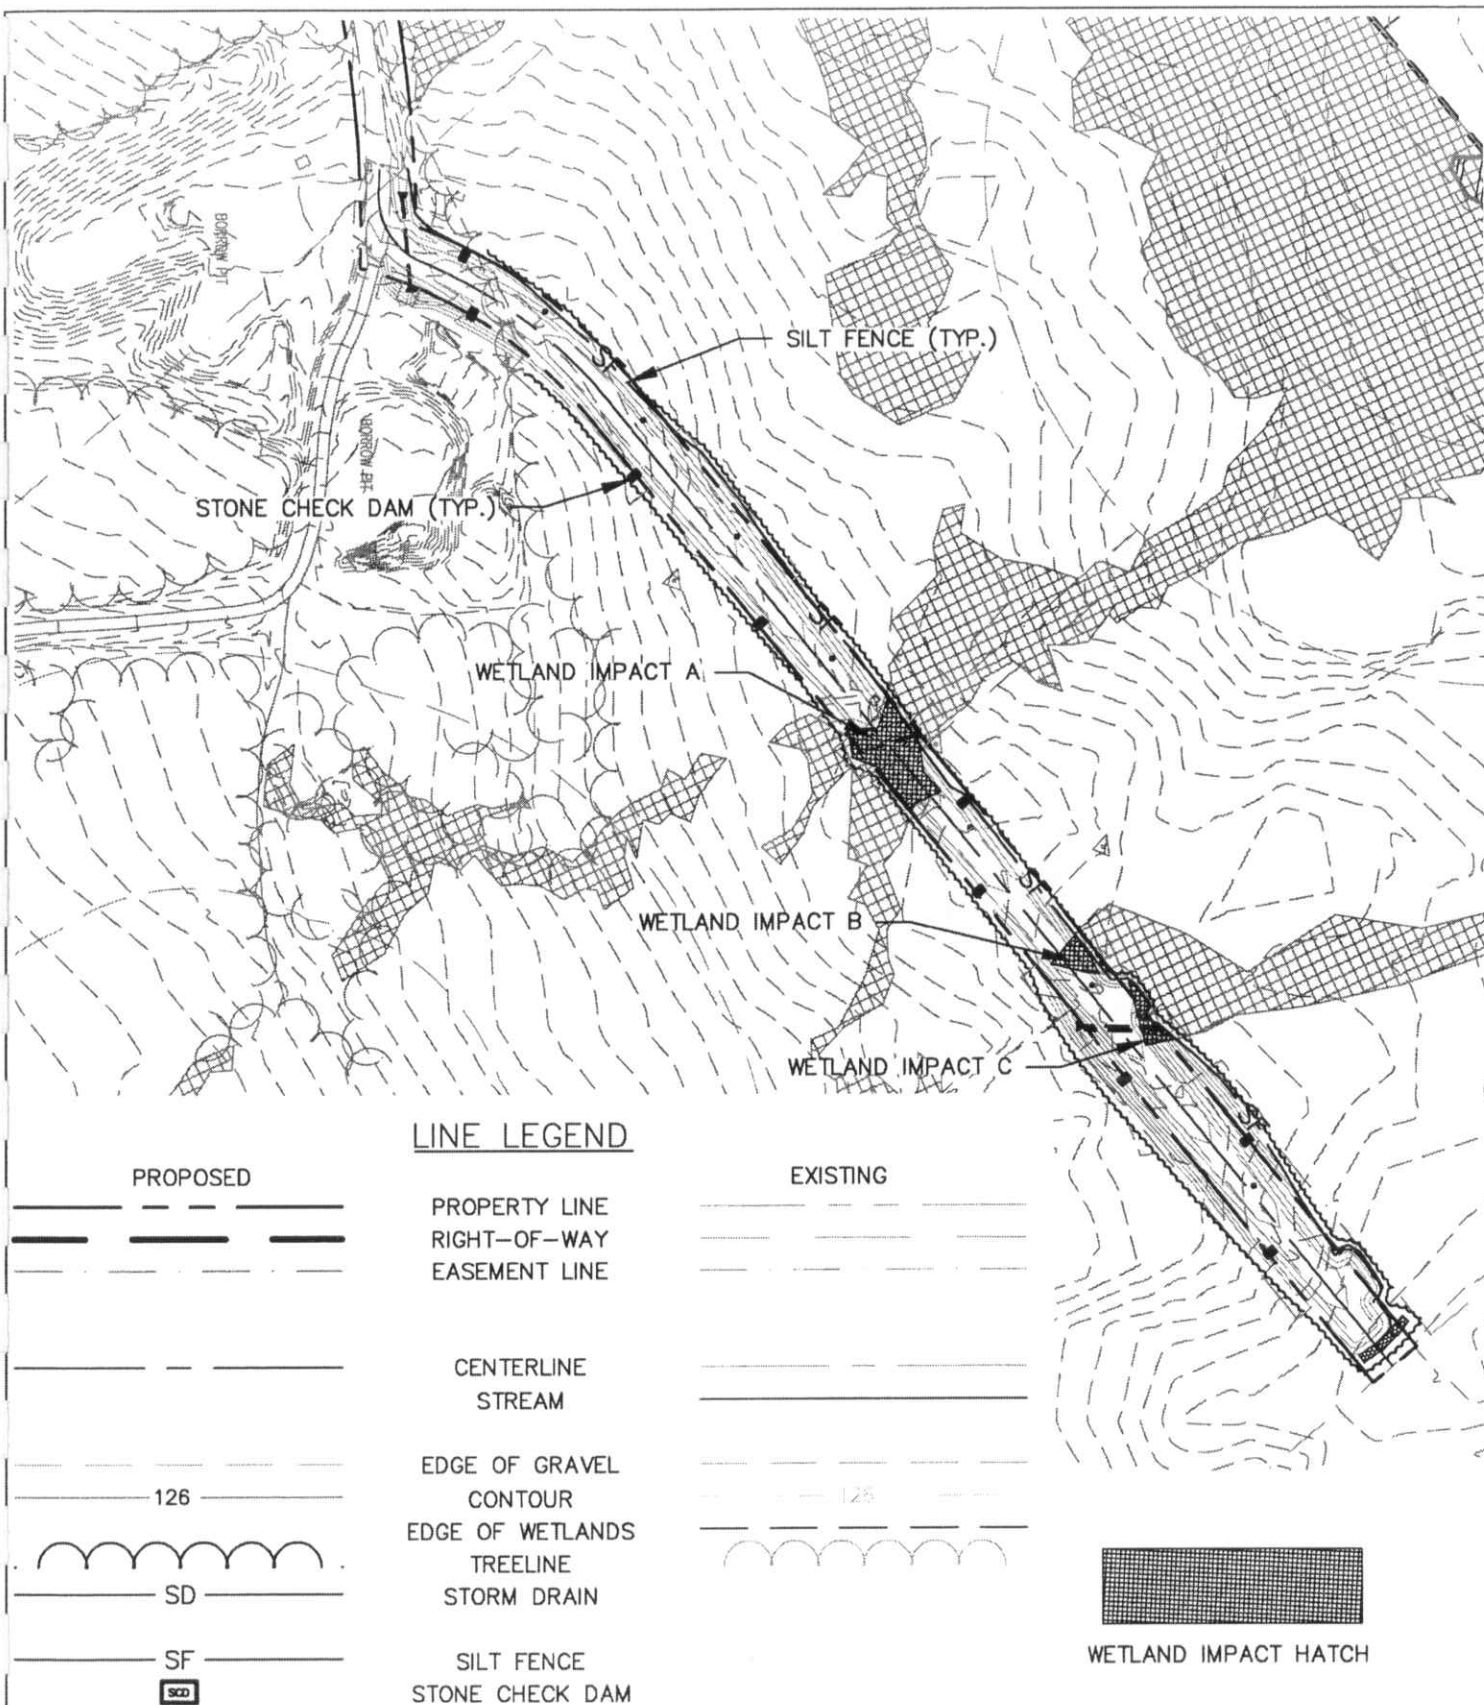 BORROW PIT
SILT FENCE (TYP.)
SF
BORROW PIT
STONE CHECK DAM (TYP.)
SF
WETLAND IMPACT A
SF
WETLAND IMPACT B
WETLAND IMPACT C
SF
LINE LEGEND
PROPOSED
EXISTING
PROPERTY LINE
RIGHT-OF-WAY
EASEMENT LINE
CENTERLINE
STREAM
EDGE OF GRAVEL
126 CONTOUR 126
EDGE OF WETLANDS
TREELINE
SD STORM DRAIN
SF SILT FENCE
SCD STONE CHECK DAM
WETLAND IMPACT HATCH